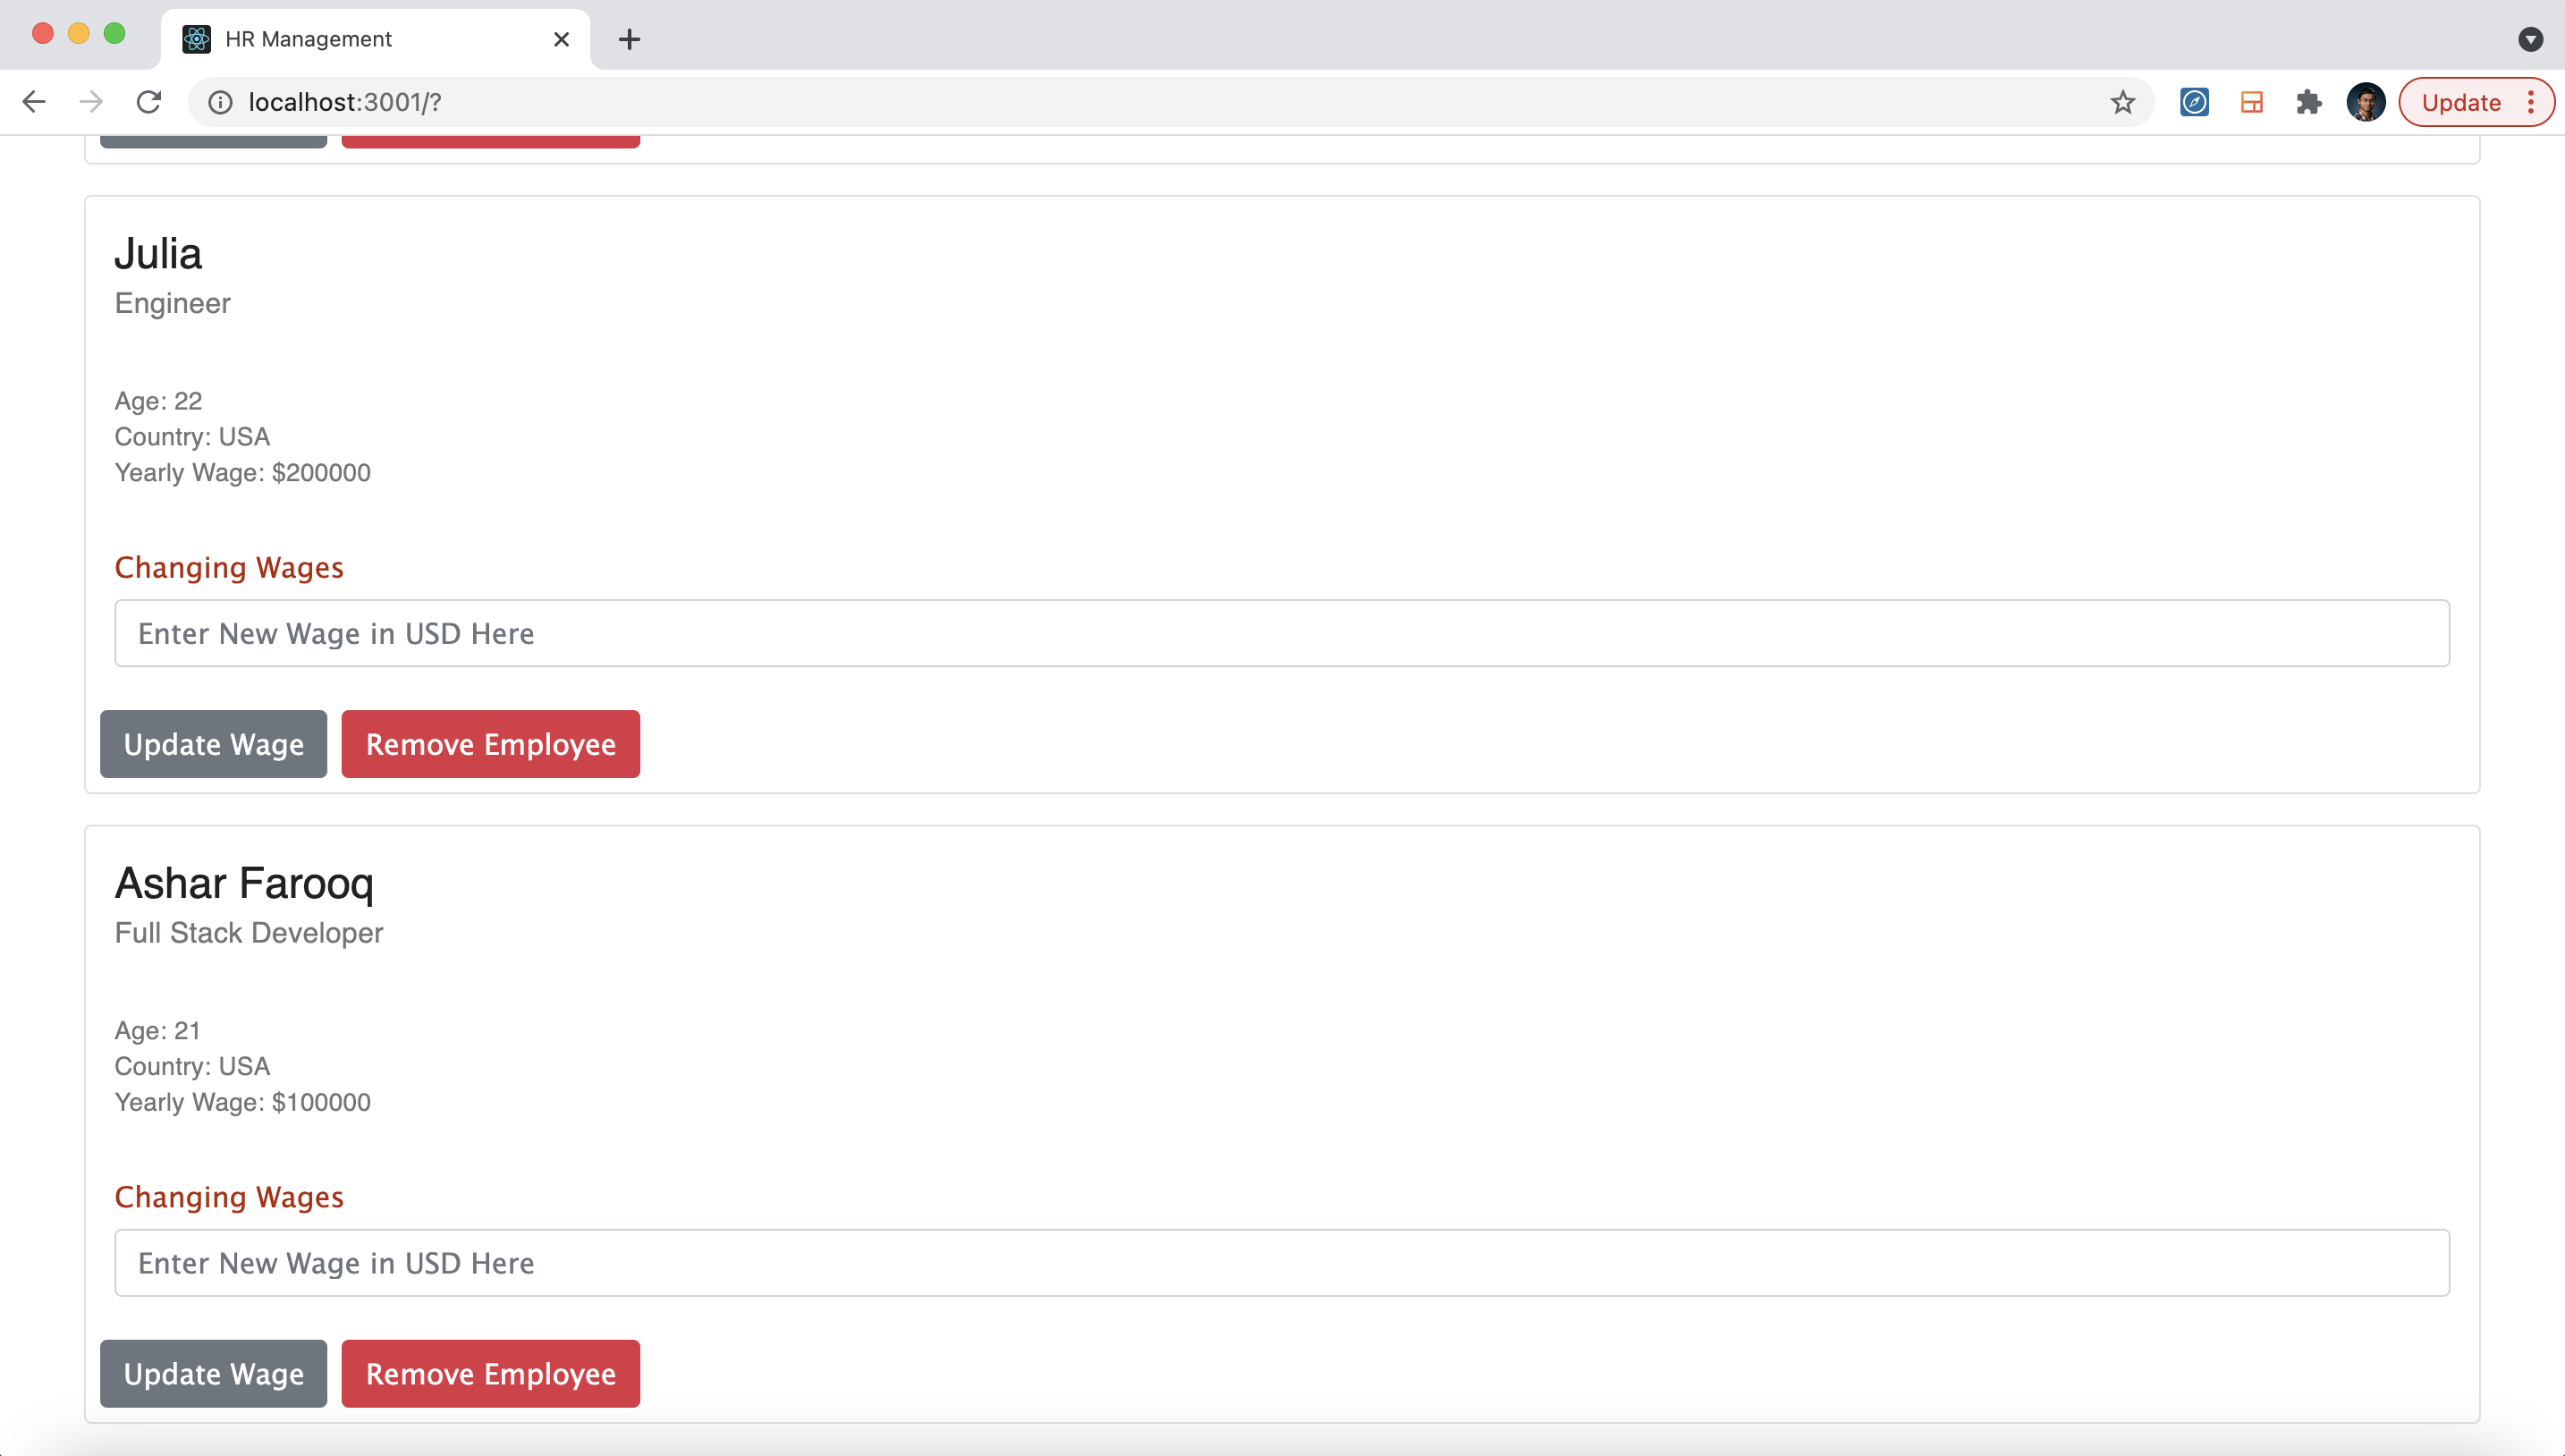 HR Management
localhost:3001/?
Update
Julia
Engineer
Age: 22
Country: USA
Yearly Wage: $200000
Changing Wages
Enter New Wage in USD Here
Update Wage Remove Employee
Ashar Farooq
Full Stack Developer
Age: 21
Country: USA
Yearly Wage: $100000
Changing Wages
Enter New Wage in USD Here
Update Wage Remove Employee